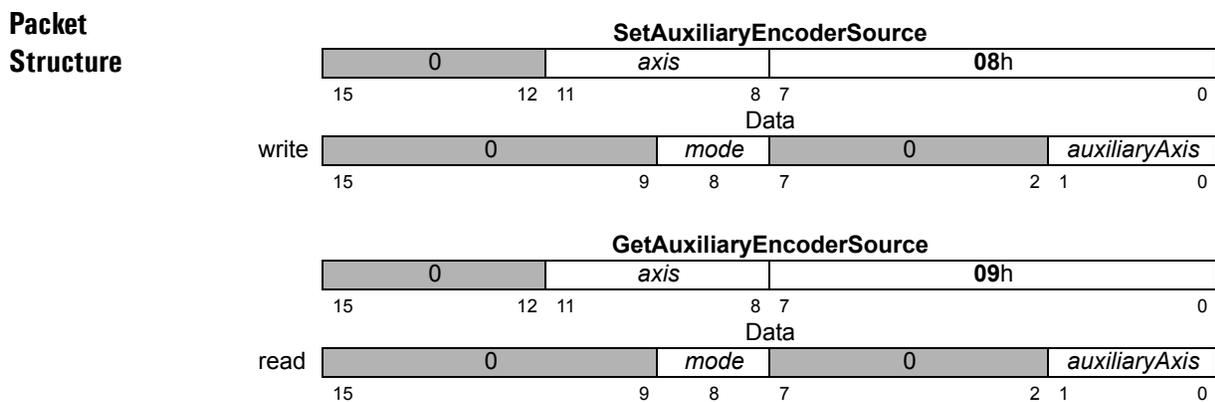 Packet
Structure
SetAuxiliaryEncoderSource
0 axis 08h
15 12 11 8 7 0
Data
write 0 mode 0 auxiliaryAxis
15 9 8 7 2 1 0
GetAuxiliaryEncoderSource
0 axis 09h
15 12 11 8 7 0
Data
read 0 mode 0 auxiliaryAxis
15 9 8 7 2 1 0